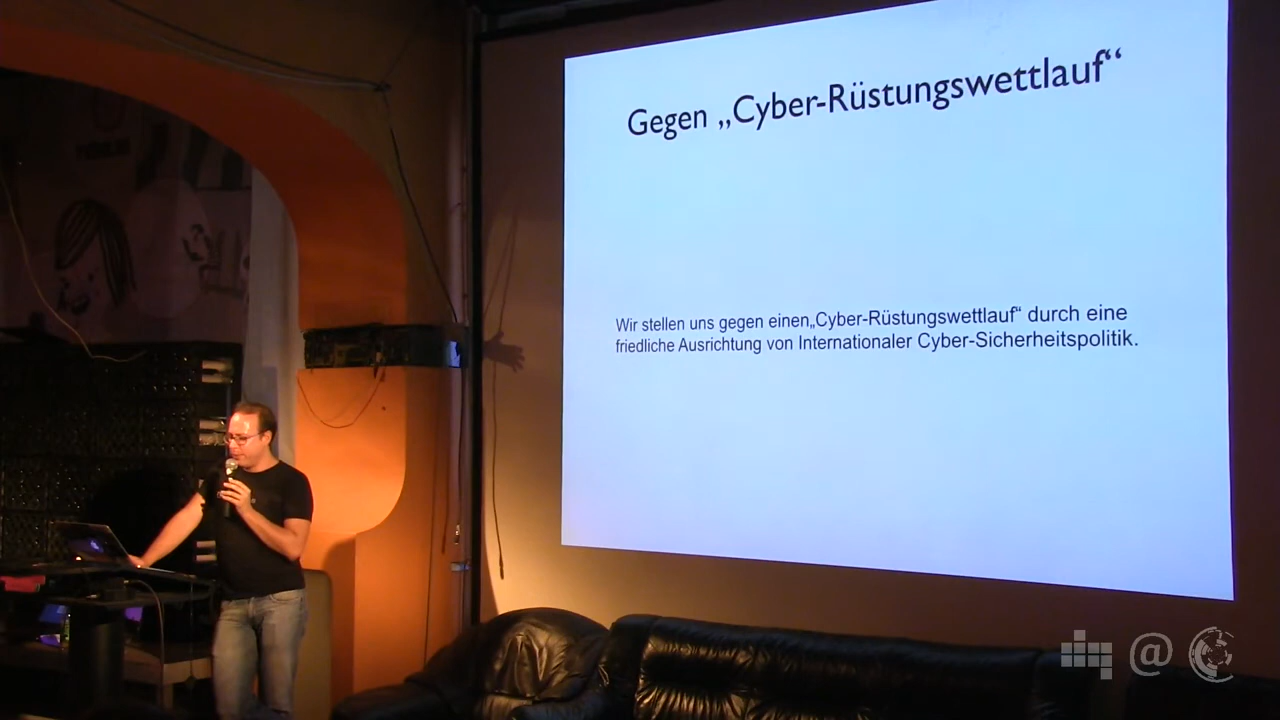 Gegen „Cyber-Rüstungswettlauf“
Wir stellen uns gegen einen„Cyber-Rüstungswettlauf“ durch eine
friedliche Ausrichtung von Internationaler Cyber-Sicherheitspolitik.
@